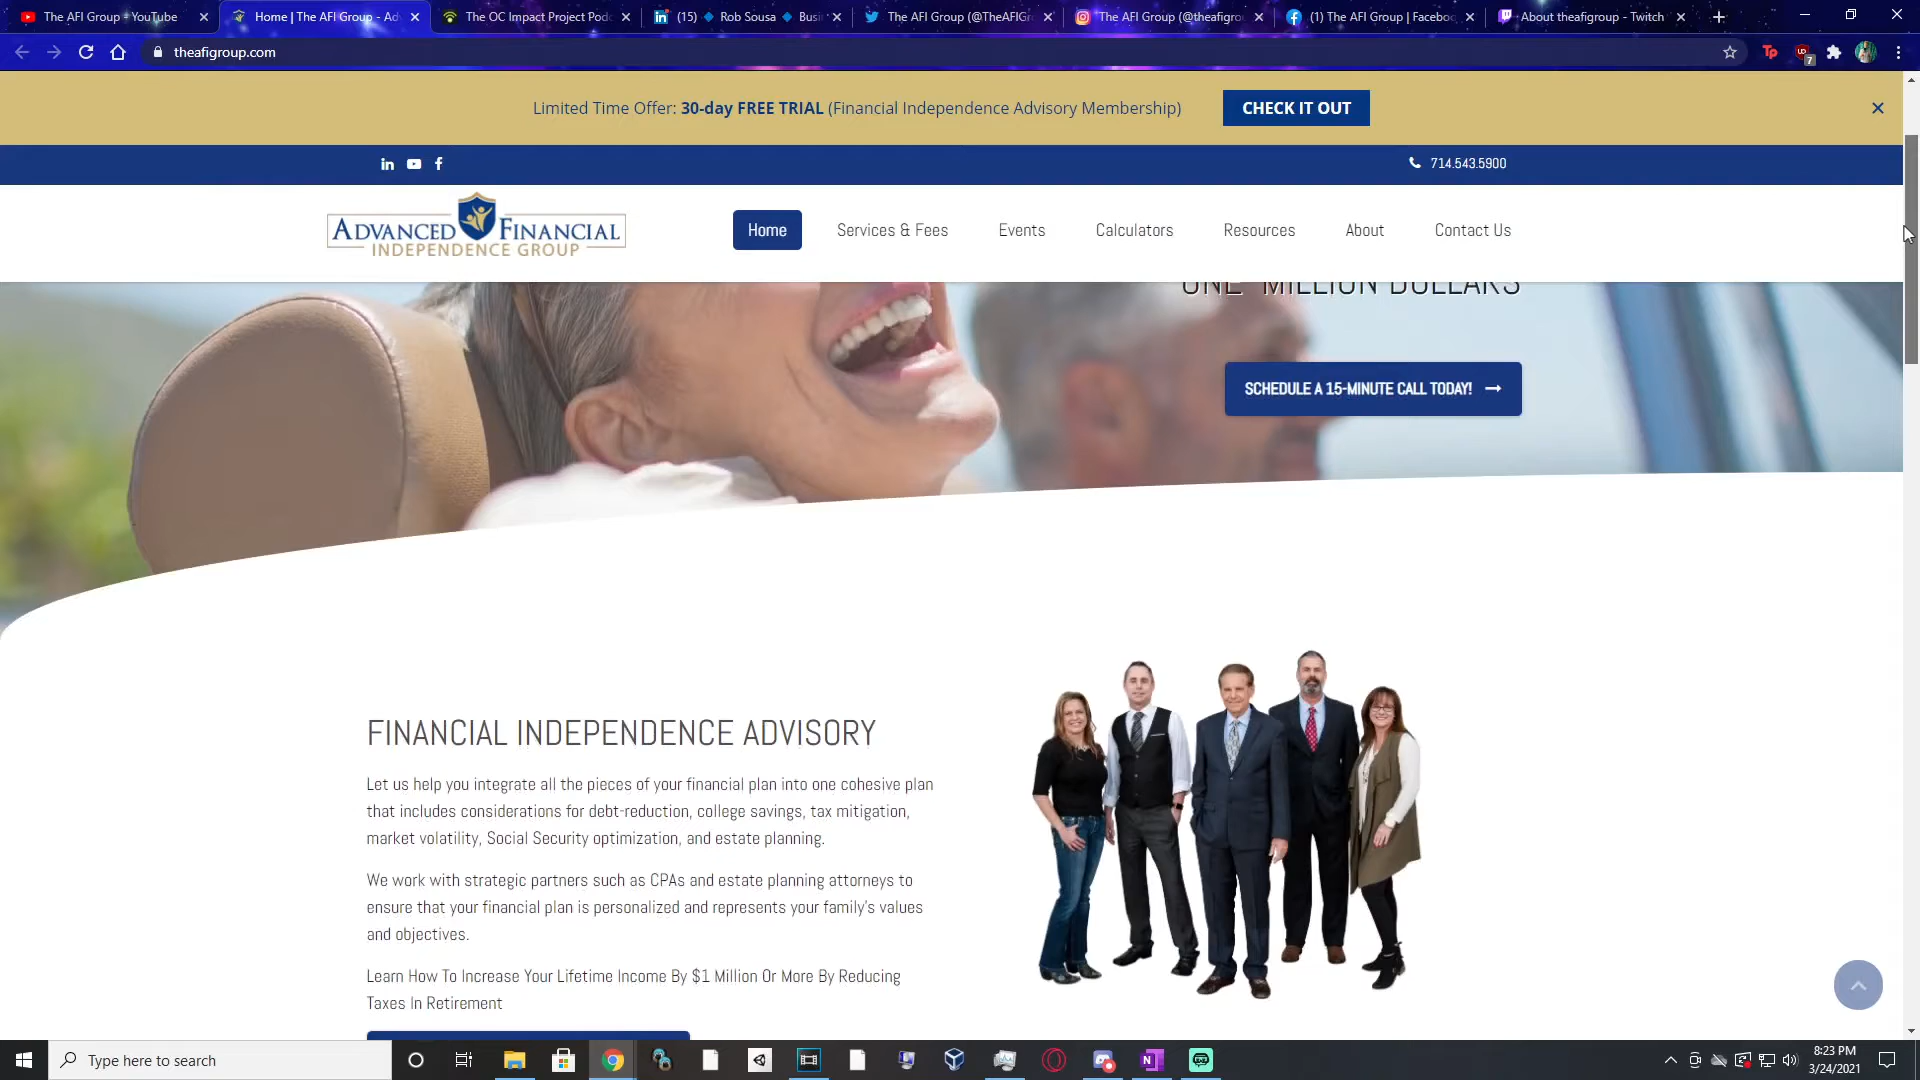 The AFI Group - YouTube
Home | The AFI Group - Ad
The OC Impact Project Pod
(15) Rob Sousa Busi
The AFI Group (@TheAFIGr
The AFI Group (@theafigro
(1) The AFI Group | Facebo
About theafigroup - Twitch
theafigroup.com
Tp
7
Limited Time Offer: 30-day FREE TRIAL (Financial Independence Advisory Membership)
CHECK IT OUT
714.543.5900
ADVANCED FINANCIAL
INDEPENDENCE GROUP
Home
Services & Fees
Events
Calculators
Resources
About
Contact Us
ONE MILLION DOLLARS
SCHEDULE A 15-MINUTE CALL TODAY!
FINANCIAL INDEPENDENCE ADVISORY
Let us help you integrate all the pieces of your financial plan into one cohesive plan
that includes considerations for debt-reduction, college savings, tax mitigation,
market volatility, Social Security optimization, and estate planning.
We work with strategic partners such as CPAs and estate planning attorneys to
ensure that your financial plan is personalized and represents your family's values
and objectives.
Learn How To Increase Your Lifetime Income By $1 Million Or More By Reducing
Taxes In Retirement
Type here to search
8:23 PM
3/24/2021